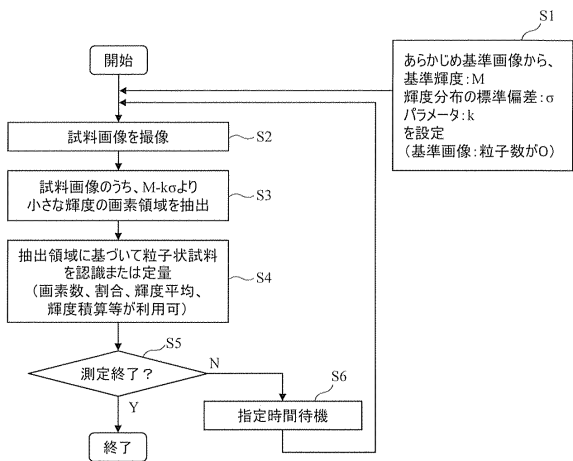 S1
開始
あらかじめ基準画像から、
基準輝度:M
輝度分布の標準偏差:σ
パラメータ:k
を設定
(基準画像:粒子数が0)
試料画像を撮像
S2
試料画像のうち、M-kσより
小さな輝度の画素領域を抽出
S3
抽出領域に基づいて粒子状試料
を認識または定量
(画素数、割合、輝度平均、
輝度積算等が利用可)
S4
S5
測定終了?
N
S6
指定時間待機
Y
終了